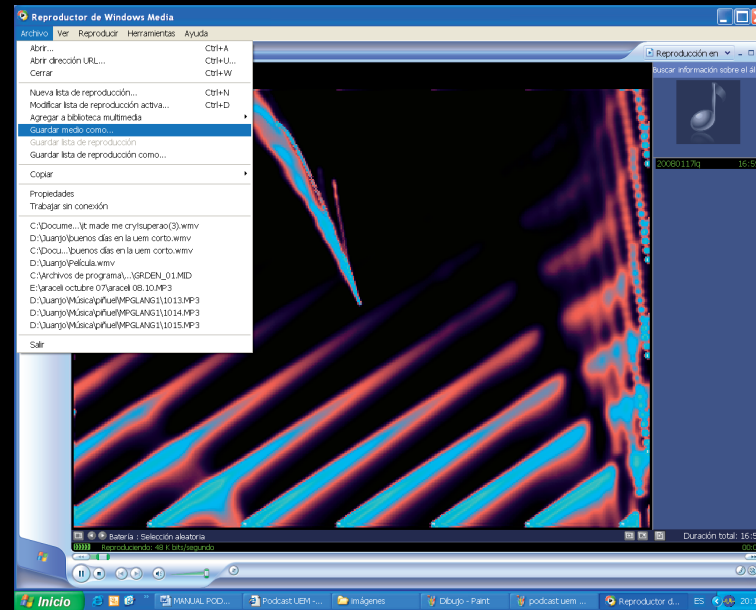 Reproductor de Windows Media
Archivo Ver Reproducir Herramientas Ayuda
Abrir... Ctrl+A
Abrir dirección URL... Ctrl+U...
Cerrar Ctrl+W
Nueva lista de reproducción... Ctrl+N
Modificar lista de reproducción activa... Ctrl+D
Agregar a biblioteca multimedia
Guardar medio como...
Guardar lista de reproducción
Guardar lista de reproducción como...
Copiar
Propiedades
Trabajar sin conexión
C:\Docume...\it made me cry!superao(3).wmv
D:\Juanjo\buenos días en la uem corto.wmv
C:\Docu...\buenos días en la uem corto.wmv
D:\Juanjo\Película.wmv
C:\Archivos de programa\...\GRDEN_01.MID
E:\araceli octubre 07\araceli 08.10.MP3
D:\Juanjo\Música\piñuel\MPGLANG1\1013.MP3
D:\Juanjo\Música\piñuel\MPGLANG1\1014.MP3
D:\Juanjo\Música\piñuel\MPGLANG1\1015.MP3
Salir
Reproducción en
Buscar información sobre el ál
20080117lq 16:5
Batería : Selección aleatoria
Duración total: 16:5
Reproduciendo: 48 K bits/segundo
00:0
Inicio
MANUAL POD...
Podcast UEM -...
imágenes
Dibujo - Paint
podcast uem ...
Reproductor d...
ES
20:1